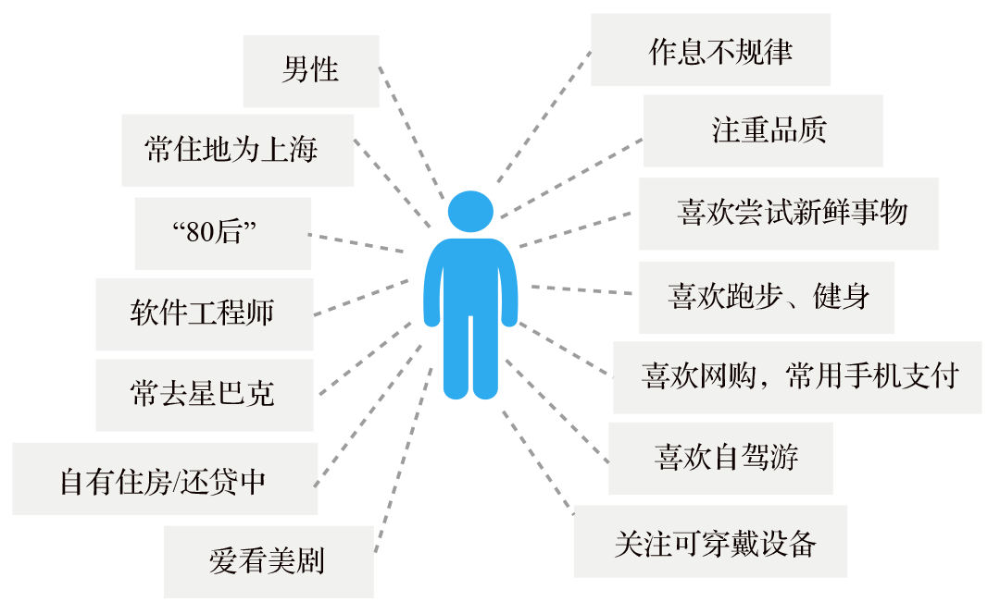 男性
常住地为上海
“80后”
软件工程师
常去星巴克
自有住房/还贷中
爱看美剧
作息不规律
注重品质
喜欢尝试新鲜事物
喜欢跑步、健身
喜欢网购，常用手机支付
喜欢自驾游
关注可穿戴设备